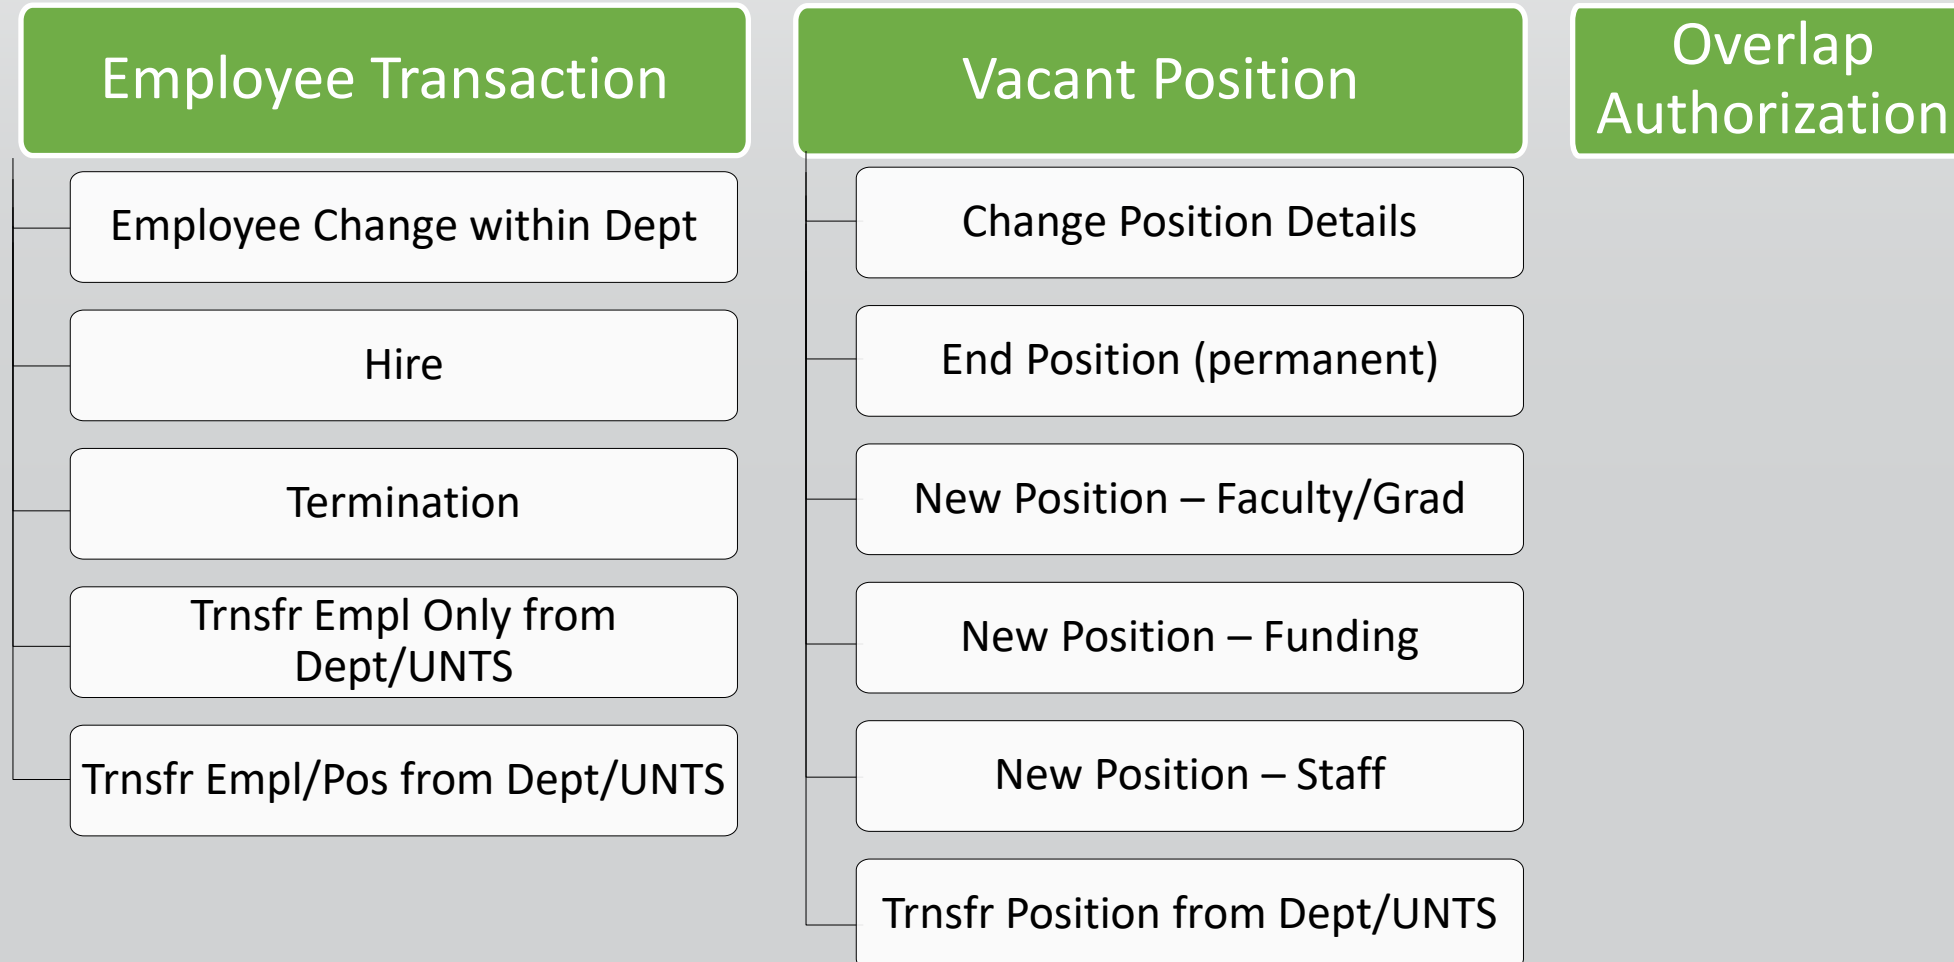 Employee Transaction
Employee Change within Dept
Hire
Termination
Trnsfr Empl Only from
Dept/UNTS
Trnsfr Empl/Pos from Dept/UNTS
Vacant Position
Change Position Details
End Position (permanent)
New Position – Faculty/Grad
New Position – Funding
New Position – Staff
Trnsfr Position from Dept/UNTS
Overlap
Authorization